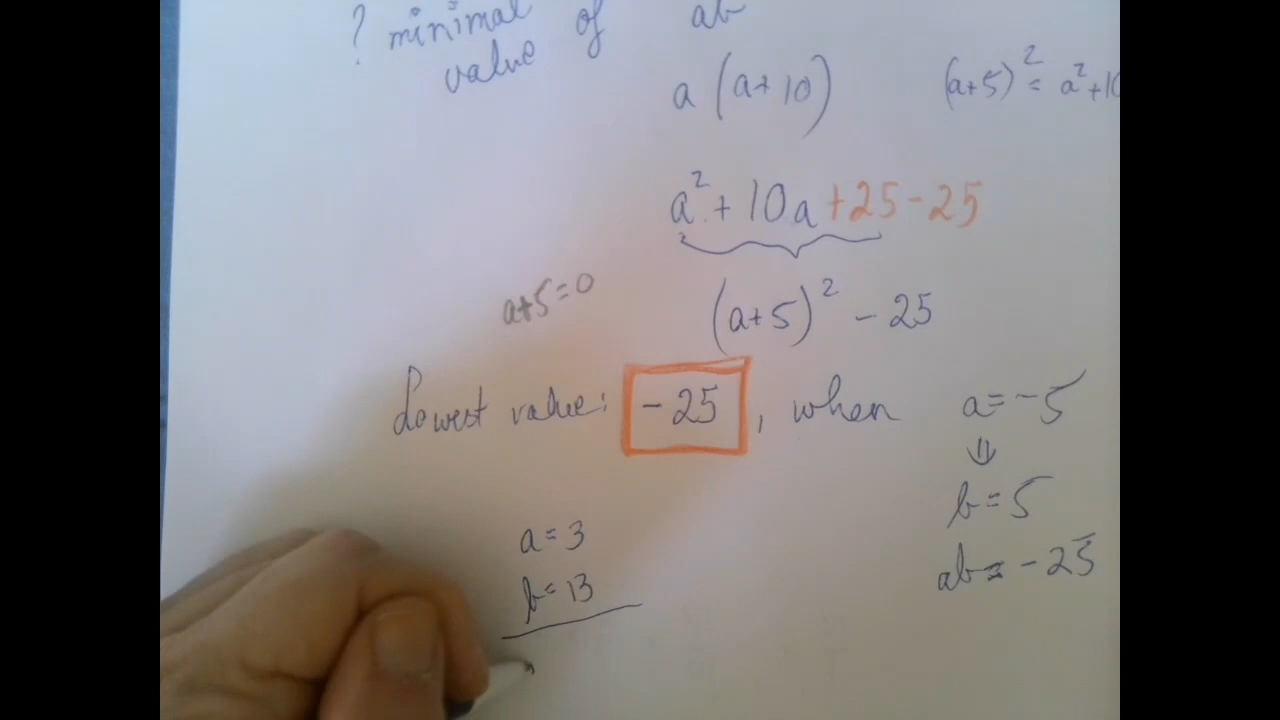 ? minimal
value of ab
a (a+10)
(a+5)² = a²+10
a² + 10a +25 -25
a+5=0
(a+5)² - 25
Lowest value: -25, when a=-5
⇓
b=5
ab=-25
a=3
b=13